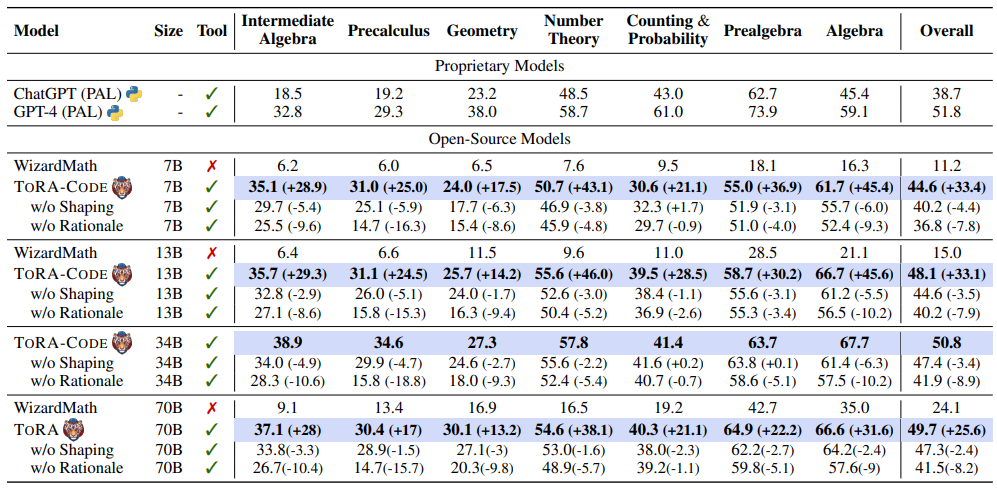 Model Size Tool Intermediate Algebra Precalculus Geometry Number Theory Counting & Probability Prealgebra Algebra Overall
Proprietary Models
ChatGPT (PAL) - ✓ 18.5 19.2 23.2 48.5 43.0 62.7 45.4 38.7
GPT-4 (PAL) - ✓ 32.8 29.3 38.0 58.7 61.0 73.9 59.1 51.8
Open-Source Models
WizardMath 7B ✗ 6.2 6.0 6.5 7.6 9.5 18.1 16.3 11.2
TORA-CODE 7B ✓ 35.1 (+28.9) 31.0 (+25.0) 24.0 (+17.5) 50.7 (+43.1) 30.6 (+21.1) 55.0 (+36.9) 61.7 (+45.4) 44.6 (+33.4)
w/o Shaping 7B ✓ 29.7 (-5.4) 25.1 (-5.9) 17.7 (-6.3) 46.9 (-3.8) 32.3 (+1.7) 51.9 (-3.1) 55.7 (-6.0) 40.2 (-4.4)
w/o Rationale 7B ✓ 25.5 (-9.6) 14.7 (-16.3) 15.4 (-8.6) 45.9 (-4.8) 29.7 (-0.9) 51.0 (-4.0) 52.4 (-9.3) 36.8 (-7.8)
WizardMath 13B ✗ 6.4 6.6 11.5 9.6 11.0 28.5 21.1 15.0
TORA-CODE 13B ✓ 35.7 (+29.3) 31.1 (+24.5) 25.7 (+14.2) 55.6 (+46.0) 39.5 (+28.5) 58.7 (+30.2) 66.7 (+45.6) 48.1 (+33.1)
w/o Shaping 13B ✓ 32.8 (-2.9) 26.0 (-5.1) 24.0 (-1.7) 52.6 (-3.0) 38.4 (-1.1) 55.6 (-3.1) 61.2 (-5.5) 44.6 (-3.5)
w/o Rationale 13B ✓ 27.1 (-8.6) 15.8 (-15.3) 16.3 (-9.4) 50.4 (-5.2) 36.9 (-2.6) 55.3 (-3.4) 56.5 (-10.2) 40.2 (-7.9)
TORA-CODE 34B ✓ 38.9 34.6 27.3 57.8 41.4 63.7 67.7 50.8
w/o Shaping 34B ✓ 34.0 (-4.9) 29.9 (-4.7) 24.6 (-2.7) 55.6 (-2.2) 41.6 (+0.2) 63.8 (+0.1) 61.4 (-6.3) 47.4 (-3.4)
w/o Rationale 34B ✓ 28.3 (-10.6) 15.8 (-18.8) 18.0 (-9.3) 52.4 (-5.4) 40.7 (-0.7) 58.6 (-5.1) 57.5 (-10.2) 41.9 (-8.9)
WizardMath 70B ✗ 9.1 13.4 16.9 16.5 19.2 42.7 35.0 24.1
TORA 70B ✓ 37.1 (+28) 30.4 (+17) 30.1 (+13.2) 54.6 (+38.1) 40.3 (+21.1) 64.9 (+22.2) 66.6 (+31.6) 49.7 (+25.6)
w/o Shaping 70B ✓ 33.8(-3.3) 28.9(-1.5) 27.1(-3) 53.0(-1.6) 38.0(-2.3) 62.2(-2.7) 64.2(-2.4) 47.3(-2.4)
w/o Rationale 70B ✓ 26.7(-10.4) 14.7(-15.7) 20.3(-9.8) 48.9(-5.7) 39.2(-1.1) 59.8(-5.1) 57.6(-9) 41.5(-8.2)